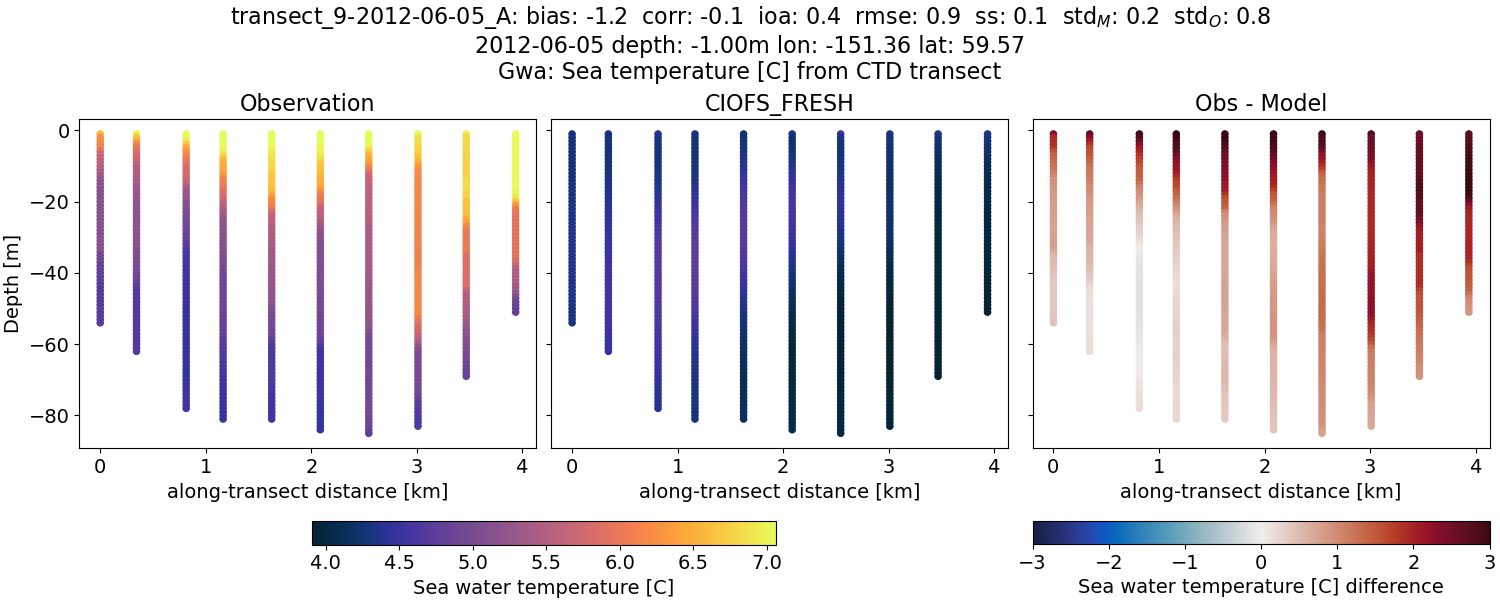 transect_9-2012-06-05_A: bias: -1.2  corr: -0.1  ioa: 0.4  rmse: 0.9  ss: 0.1  std_M: 0.2  std_O: 0.8
2012-06-05 depth: -1.00m lon: -151.36 lat: 59.57
Gwa: Sea temperature [C] from CTD transect
Observation
CIOFS_FRESH
Obs - Model
Depth [m]
0
−20
−40
−60
−80
0 1 2 3 4
0 1 2 3 4
0 1 2 3 4
along-transect distance [km]
along-transect distance [km]
along-transect distance [km]
4.0 4.5 5.0 5.5 6.0 6.5 7.0
Sea water temperature [C]
−3 −2 −1 0 1 2 3
Sea water temperature [C] difference